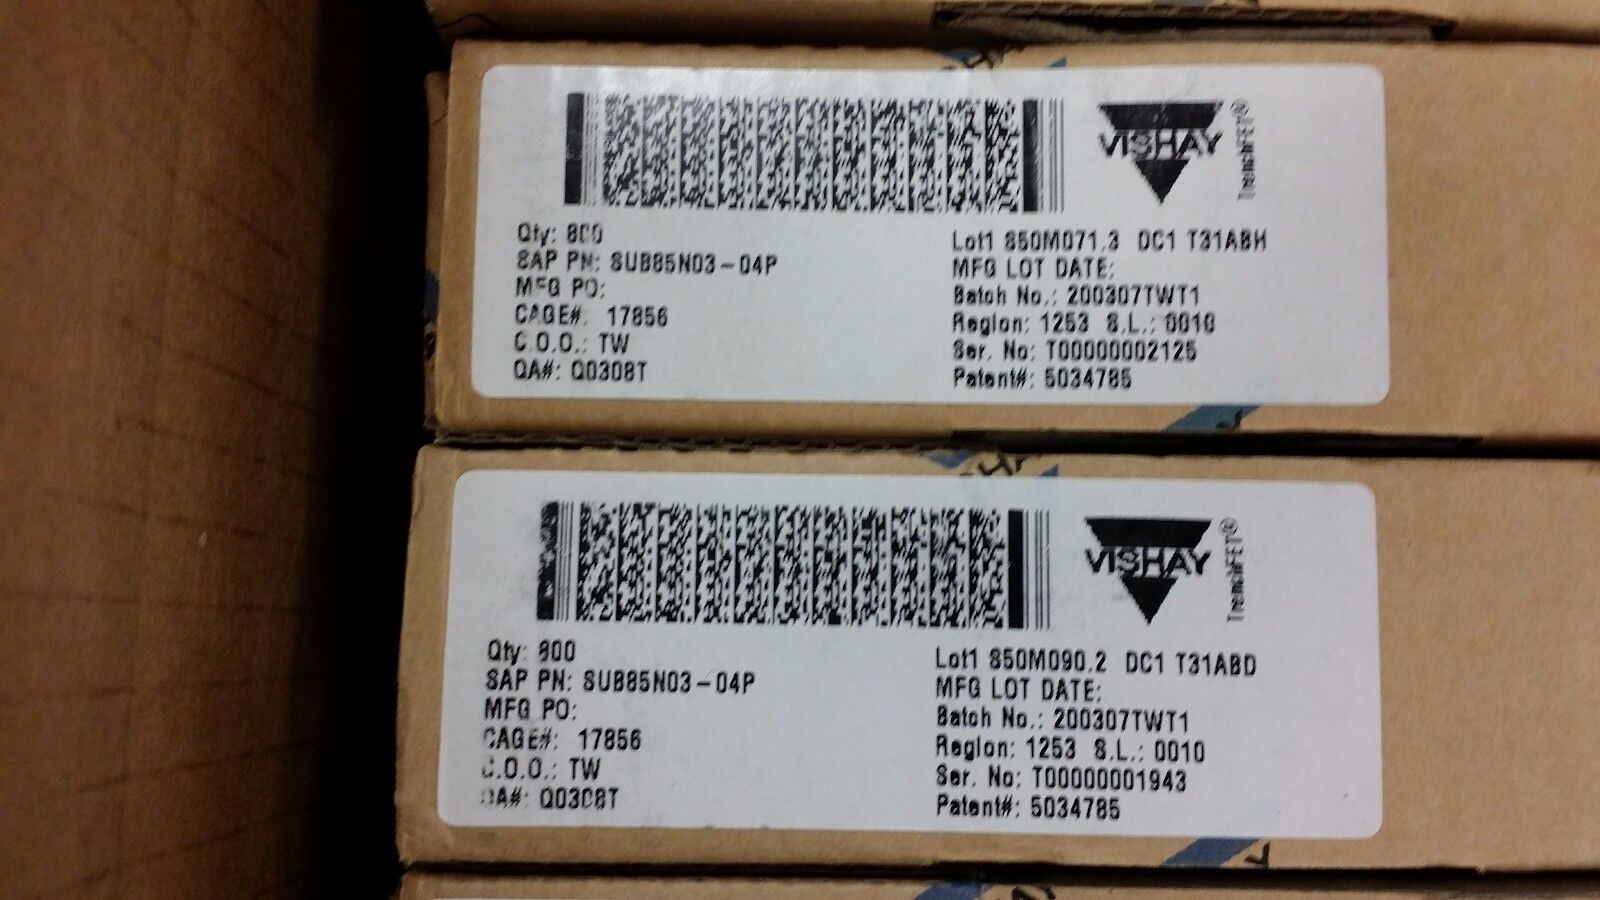 VISHAY
TrenchFET®
Qty: 800
SAP PN: SUB85N03-04P
MFG PO:
CAGE#: 17856
C.O.O.: TW
QA#: Q0308T
Lot1 S50M071.3 DC1 T31ABH
MFG LOT DATE:
Batch No.: 200307TWT1
Region: 1253 S.L.: 0010
Ser. No: T00000002125
Patent#: 5034785
VISHAY
TrenchFET®
Qty: 800
SAP PN: SUB85N03-04P
MFG PO:
CAGE#: 17856
C.O.O.: TW
QA#: Q0308T
Lot1 S50M090.2 DC1 T31ABD
MFG LOT DATE:
Batch No.: 200307TWT1
Region: 1253 S.L.: 0010
Ser. No: T00000001943
Patent#: 5034785